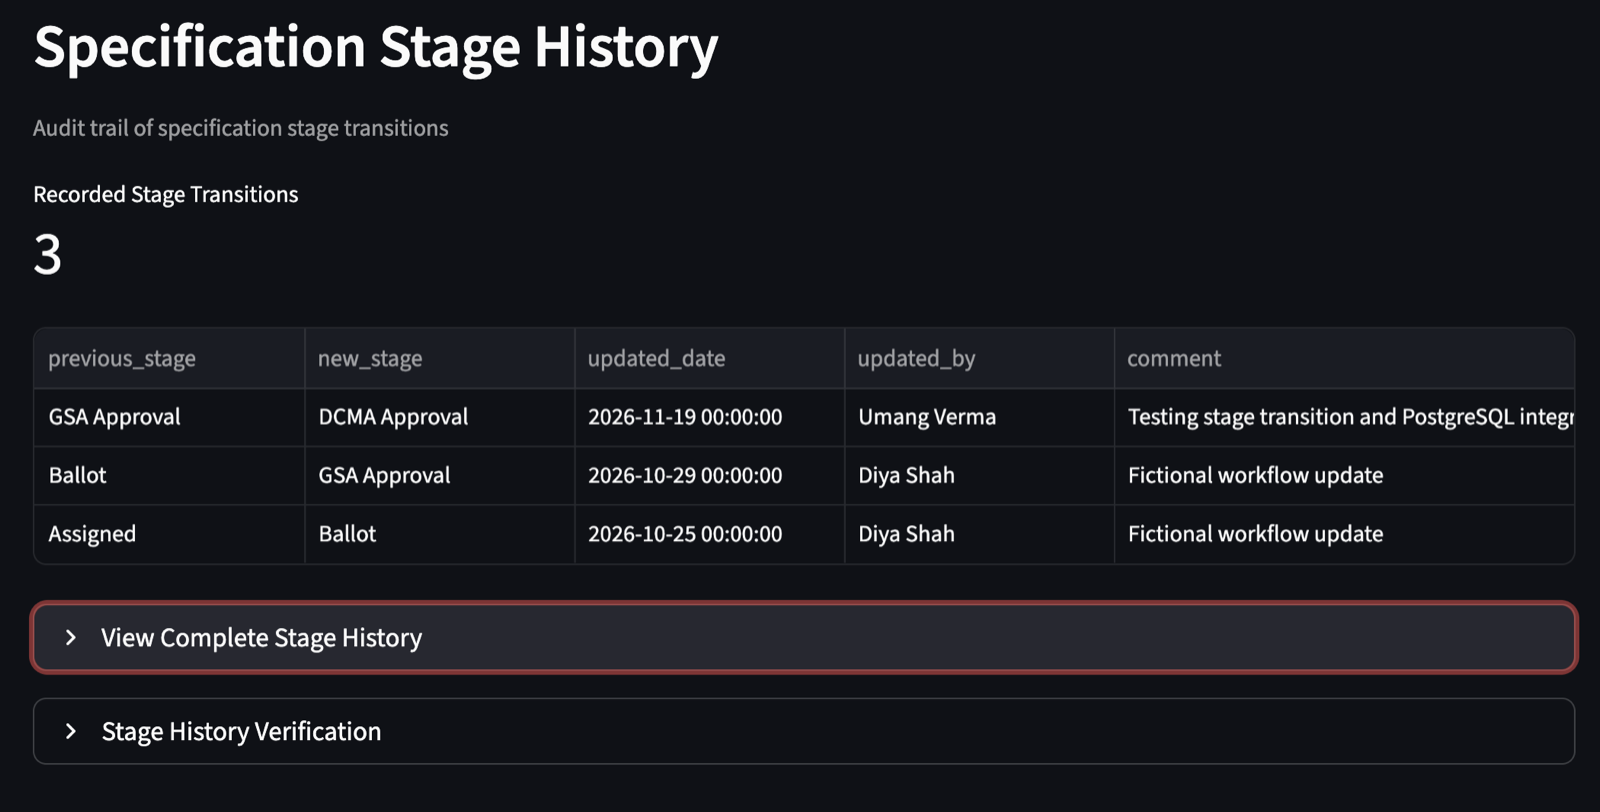 Specification Stage History
Audit trail of specification stage transitions
Recorded Stage Transitions
3
previous_stage new_stage updated_date updated_by comment
GSA Approval DCMA Approval 2026-11-19 00:00:00 Umang Verma Testing stage transition and PostgreSQL integr
Ballot GSA Approval 2026-10-29 00:00:00 Diya Shah Fictional workflow update
Assigned Ballot 2026-10-25 00:00:00 Diya Shah Fictional workflow update
View Complete Stage History
Stage History Verification